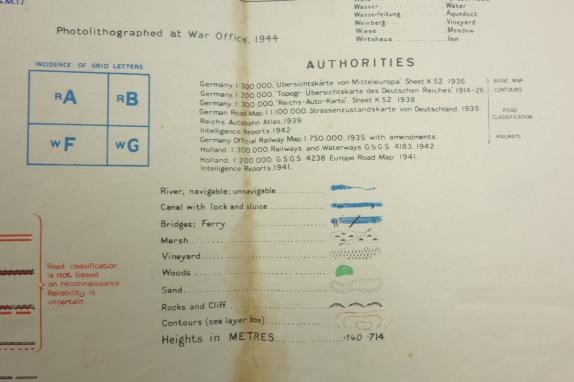 Wasser Water
Wasserleitung Aqueduct
Weinberg Vineyard
Wiese Meadow
Wirtshaus Inn
Photolithographed at War Office, 1944
INCIDENCE OF GRID LETTERS
RA RB
WF WG
AUTHORITIES
Germany, 1:300,000, "Übersichtskarte von Mitteleuropa" Sheet K 52. 1936
Germany, 1:200,000, "Topogr. Übersichtskarte des Deutschen Reiches" 1914-26
Germany, 1:300,000, "Reichs-Auto-Karte". Sheet K.52. 1938
German Road Map. 1:1,100,000 Strassenzustandskarte von Deutschland. 1939.
Reichs Autobahn Atlas. 1939.
Intelligence Reports. 1942
Germany Official Railway Map. 1:750,000. 1935 with amendments
Holland. 1:300,000. Railways and Waterways G.S.G.S. 4183. 1942
Holland. 1:200,000. G.S.G.S. 4238 Europe Road Map 1941.
Intelligence Reports. 1941.
BASIC MAP
CONTOURS
ROAD
CLASSIFICATION
RAILWAYS
River, navigable; unnavigable
Canal with lock and sluice
Bridges; Ferry
Marsh
Vineyard
Woods
Sand
Rocks and Cliff
Contours (see layer box)
Heights in METRES ·140 ·714
Road classification
is not based
on reconnaissance
Reliability is
uncertain.